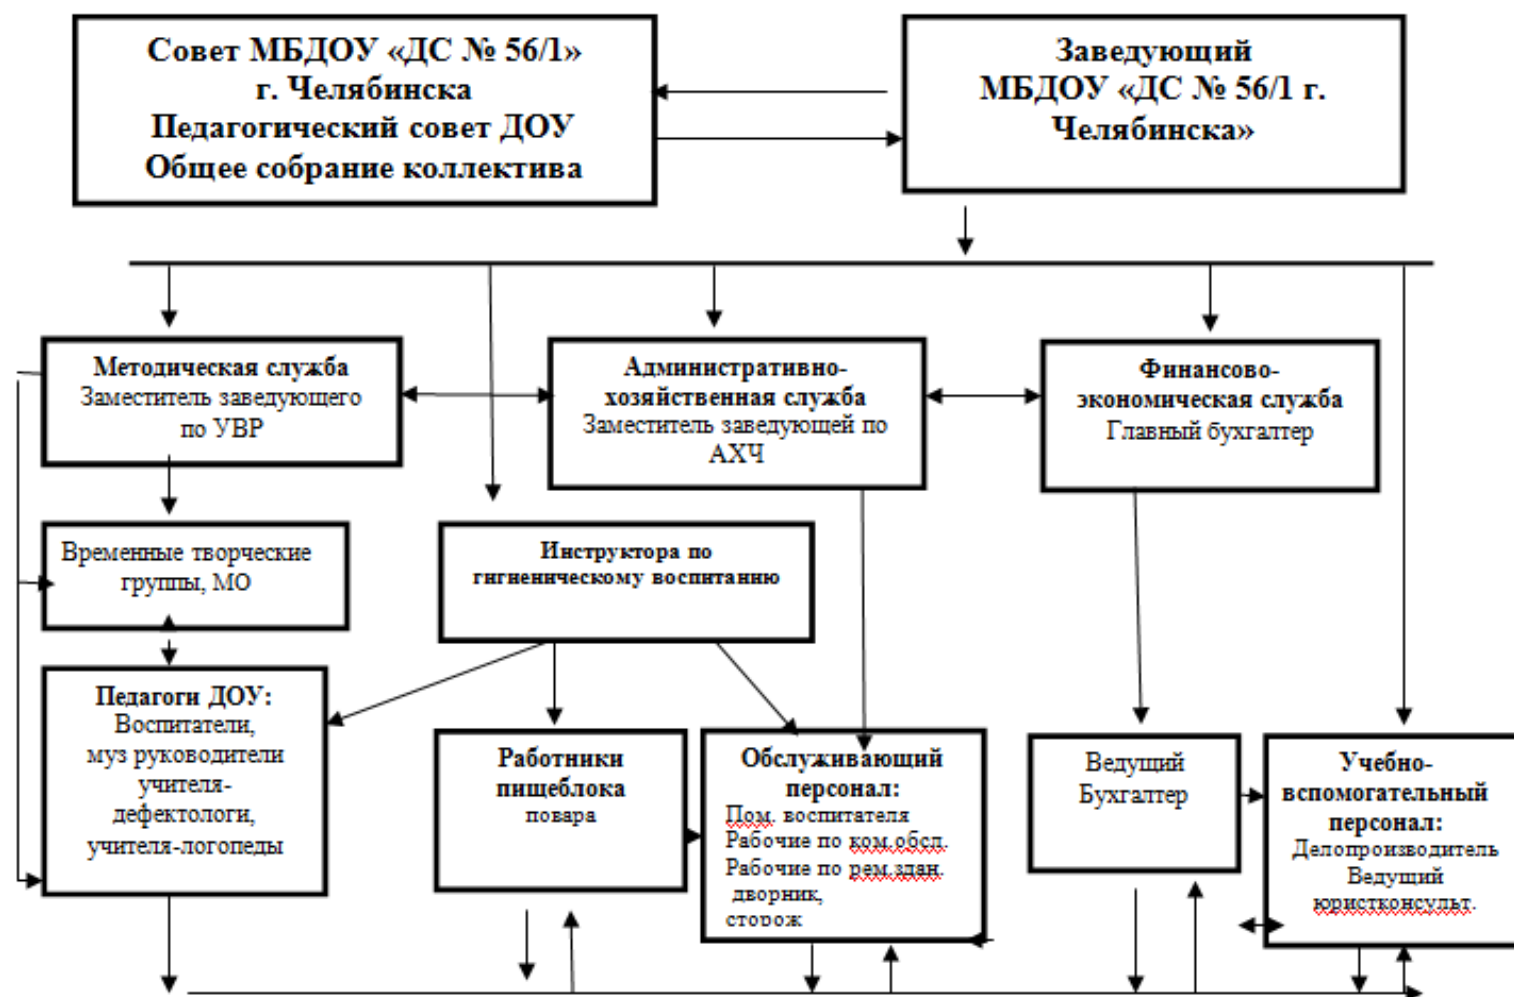 Совет МБДОУ «ДС № 56/1»
г. Челябинска
Педагогический совет ДОУ
Общее собрание коллектива
Заведующий
МБДОУ «ДС № 56/1 г.
Челябинска»
Методическая служба
Заместитель заведующего
по УВР
Административно-
хозяйственная служба
Заместитель заведующей по
АХЧ
Финансово-
экономическая служба
Главный бухгалтер
Временные творческие
группы, МО
Инструктора по
гигиеническому воспитанию
Педагоги ДОУ:
Воспитатели,
муз руководители
учителя-
дефектологи,
учителя-логопеды
Работники
пищеблока
повара
Обслуживающий
персонал:
Пом. воспитателя
Рабочие по ком.обсл.
Рабочие по рем.здан.
дворник,
сторож
Ведущий
Бухгалтер
Учебно-
вспомогательный
персонал:
Делопроизводитель
Ведущий
юристконсульт.